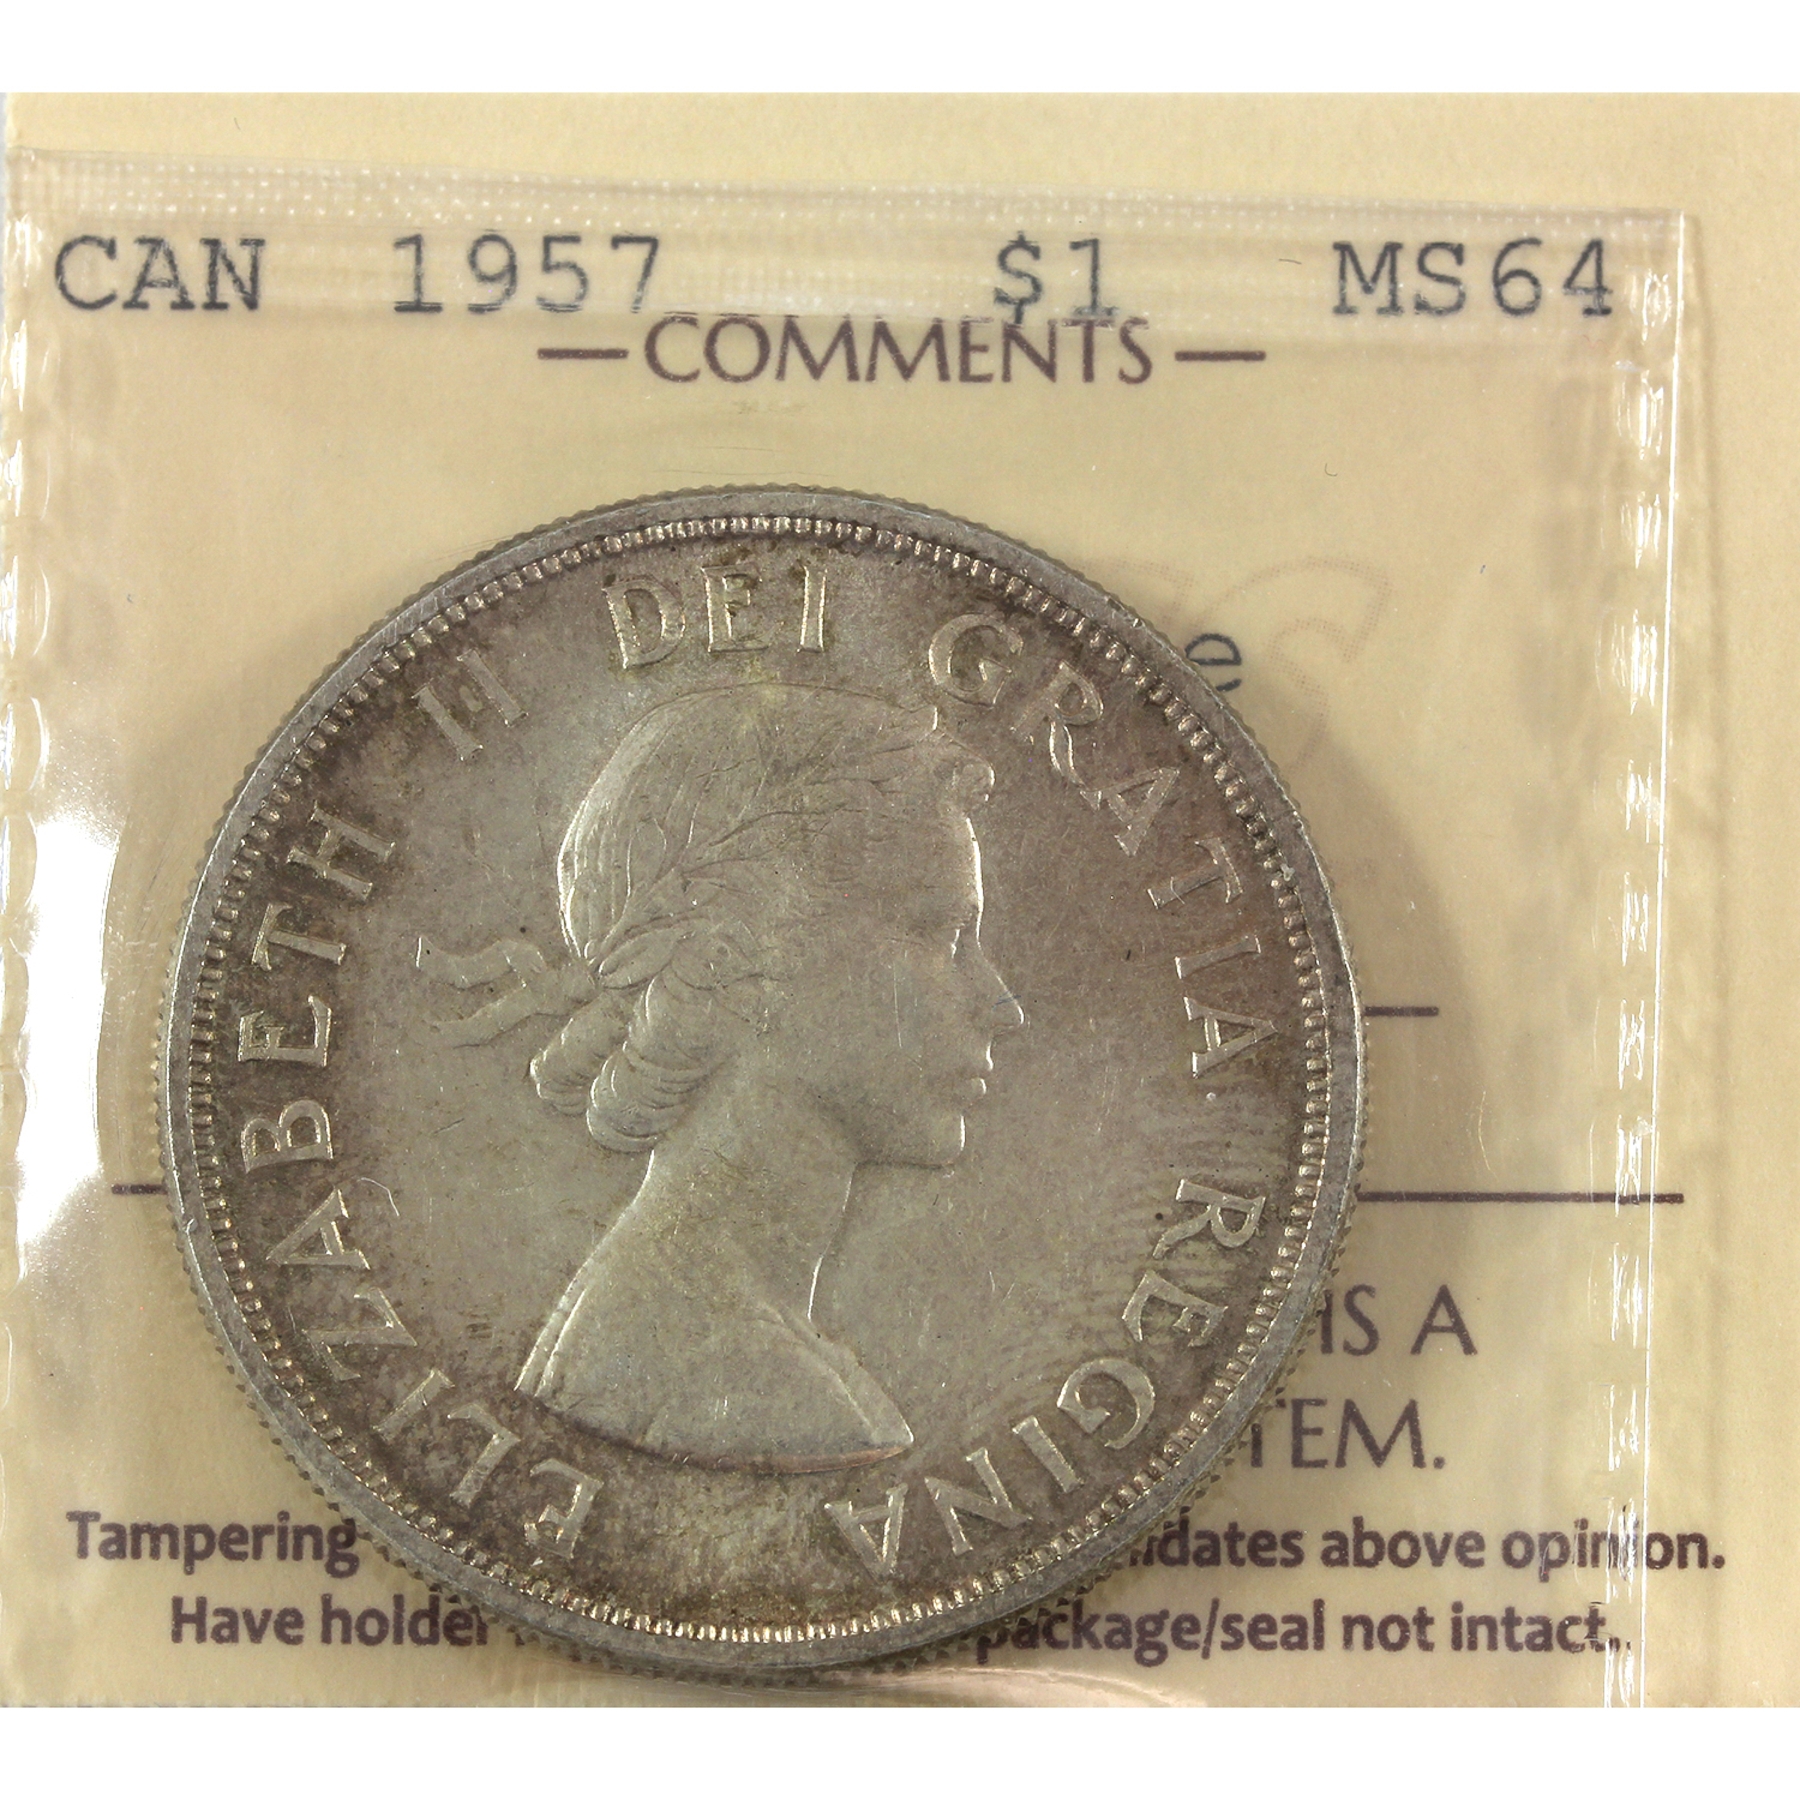 CAN 1957 $1 MS64
COMMENTS
e
ELIZABETH II DEI GRATIA REGINA
IS A
TEM.
Tampering idates above opinion.
Have holder package/seal not intact.